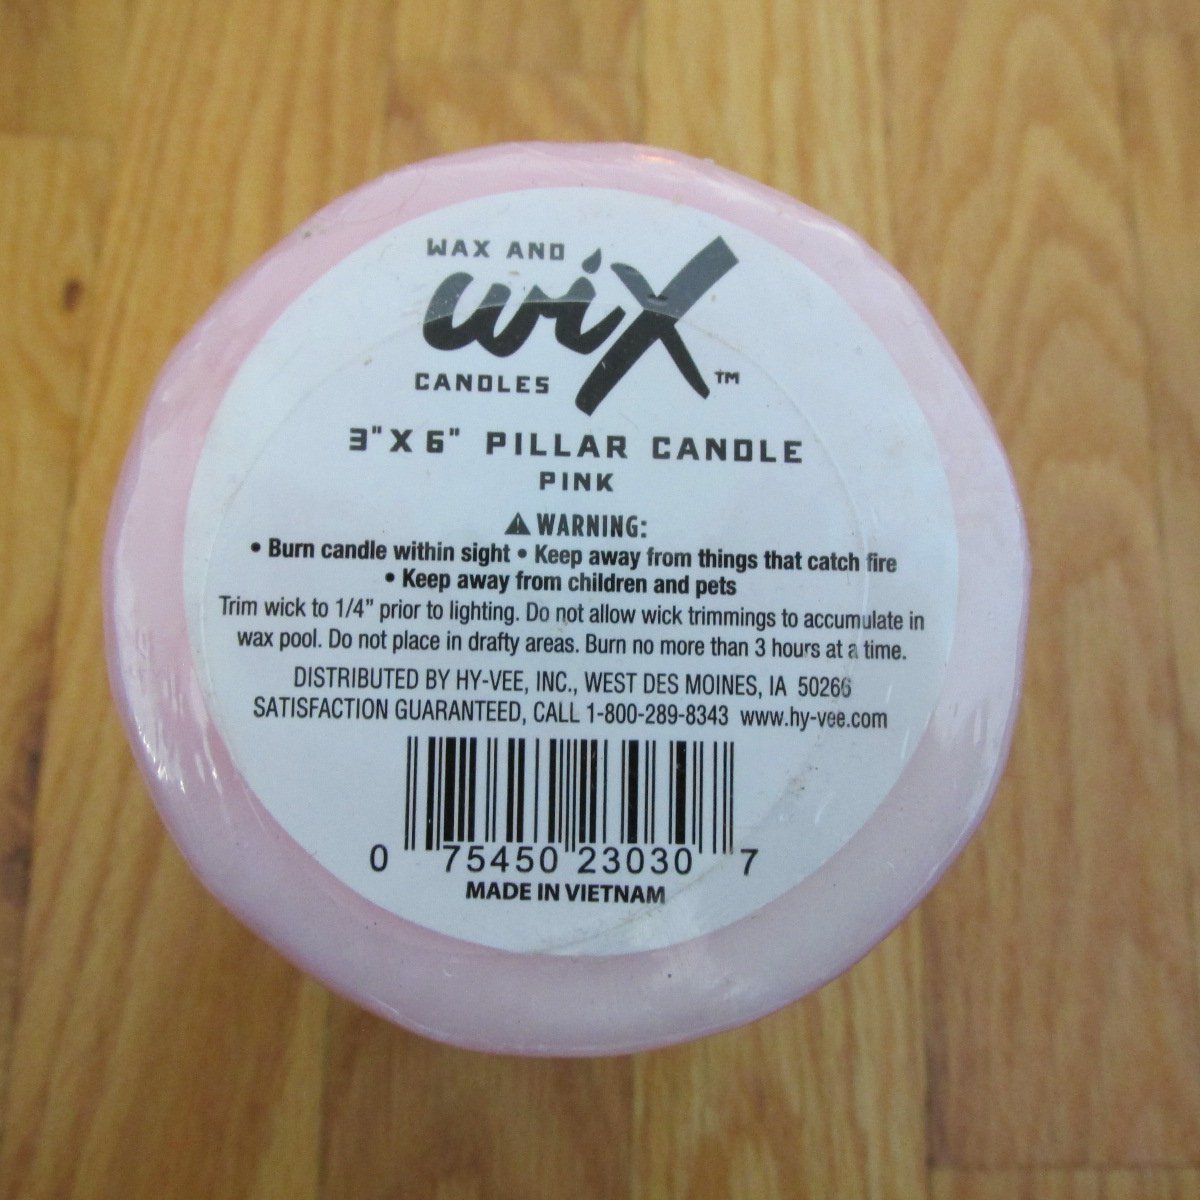 WAX AND
wix
CANDLES ™
3" X 6" PILLAR CANDLE
PINK
⚠ WARNING:
• Burn candle within sight • Keep away from things that catch fire
• Keep away from children and pets
Trim wick to 1/4” prior to lighting. Do not allow wick trimmings to accumulate in
wax pool. Do not place in drafty areas. Burn no more than 3 hours at a time.
DISTRIBUTED BY HY-VEE, INC., WEST DES MOINES, IA 50266
SATISFACTION GUARANTEED, CALL 1-800-289-8343 www.hy-vee.com
0 75450 23030 7
MADE IN VIETNAM